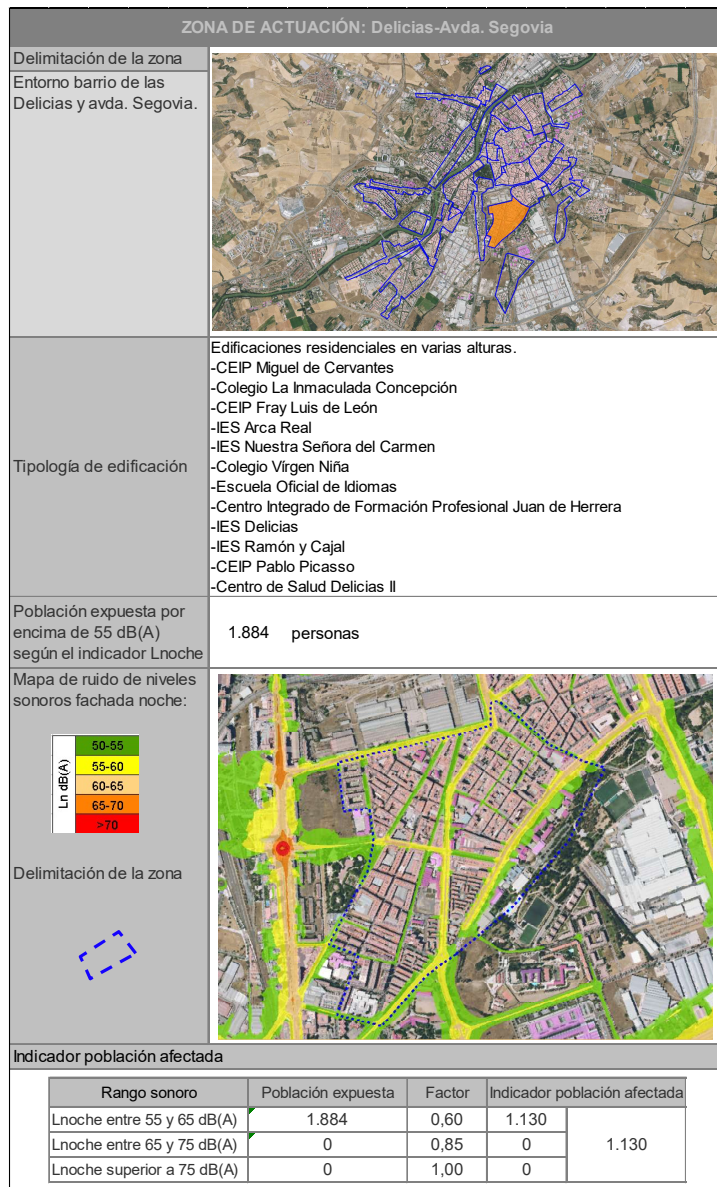 ZONA DE ACTUACIÓN: Delicias-Avda. Segovia
Delimitación de la zona
Entorno barrio de las
Delicias y avda. Segovia.
Tipología de edificación
Edificaciones residenciales en varias alturas.
-CEIP Miguel de Cervantes
-Colegio La Inmaculada Concepción
-CEIP Fray Luis de León
-IES Arca Real
-IES Nuestra Señora del Carmen
-Colegio Vírgen Niña
-Escuela Oficial de Idiomas
-Centro Integrado de Formación Profesional Juan de Herrera
-IES Delicias
-IES Ramón y Cajal
-CEIP Pablo Picasso
-Centro de Salud Delicias II
Población expuesta por
encima de 55 dB(A)
según el indicador Lnoche
1.884 personas
Mapa de ruido de niveles
sonoros fachada noche:
Ln dB(A)
50-55
55-60
60-65
65-70
>70
Delimitación de la zona
Indicador población afectada
Rango sonoro Población expuesta Factor Indicador población afectada
Lnoche entre 55 y 65 dB(A) 1.884 0,60 1.130
Lnoche entre 65 y 75 dB(A) 0 0,85 0 1.130
Lnoche superior a 75 dB(A) 0 1,00 0